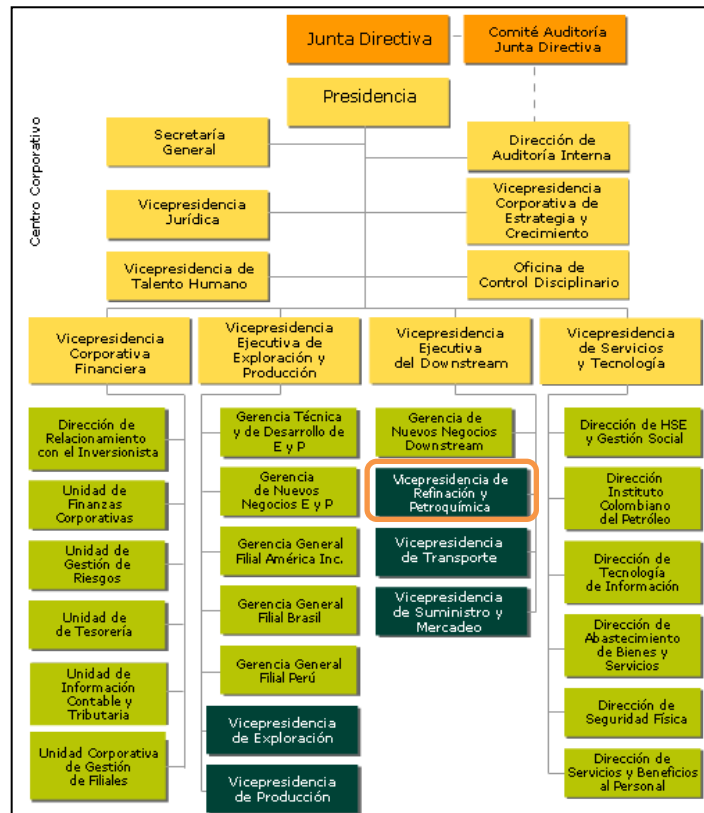 Junta Directiva
Comité Auditoría
Junta Directiva
Centro Corporativo
Presidencia
Secretaría
General
Dirección de
Auditoría Interna
Vicepresidencia
Jurídica
Vicepresidencia
Corporativa de
Estrategia y
Crecimiento
Vicepresidencia de
Talento Humano
Oficina de
Control Disciplinario
Vicepresidencia
Corporativa
Financiera
Vicepresidencia
Ejecutiva de
Exploración y
Producción
Vicepresidencia
Ejecutiva
del Downstream
Vicepresidencia
de Servicios
y Tecnología
Dirección de
Relacionamiento
con el Inversionista
Unidad de
Finanzas
Corporativas
Unidad de
Gestión de
Riesgos
Unidad de
de Tesorería
Unidad de
Información
Contable y
Tributaria
Unidad Corporativa
de Gestión
de Filiales
Gerencia Técnica
y de Desarrollo de
E y P
Gerencia
de Nuevos
Negocios E y P
Gerencia General
Filial América Inc.
Gerencia General
Filial Brasil
Gerencia General
Filial Perú
Vicepresidencia
de Exploración
Vicepresidencia
de Producción
Gerencia de
Nuevos Negocios
Downstream
Vicepresidencia de
Refinación y
Petroquímica
Vicepresidencia
de Transporte
Vicepresidencia
de Suministro y
Mercadeo
Dirección de HSE
y Gestión Social
Dirección
Instituto
Colombiano
del Petróleo
Dirección de
Tecnología
de Información
Dirección de
Abastecimiento
de Bienes y
Servicios
Dirección de
Seguridad Física
Dirección de
Servicios y Beneficios
al Personal